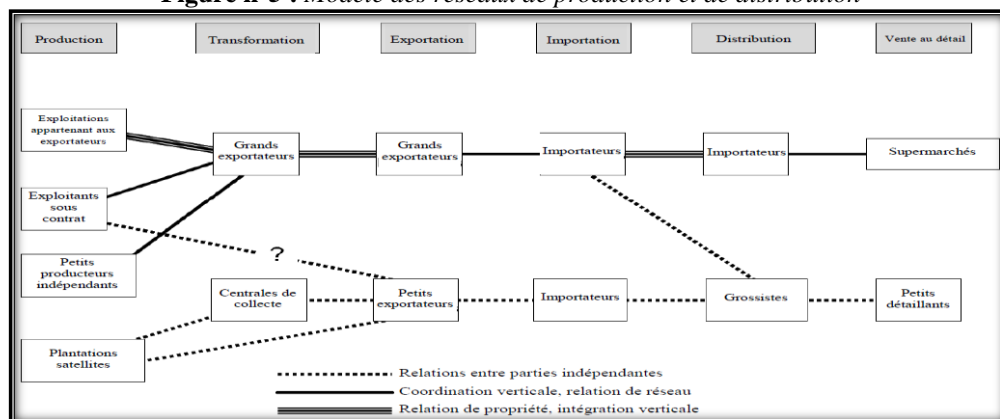 Figure n°3 : Modèle des réseaux de production et de distribution
Production
Transformation
Exportation
Importation
Distribution
Vente au détail
Exploitations
appartenant aux
exportateurs
Grands
exportateurs
Grands
exportateurs
Importateurs
Importateurs
Supermarchés
Exploitants
sous
contrat
?
Petits
producteurs
indépendants
Centrales de
collecte
Petits
exportateurs
Importateurs
Grossistes
Petits
détaillants
Plantations
satellites
Relations entre parties indépendantes
Coordination verticale, relation de réseau
Relation de propriété, intégration verticale